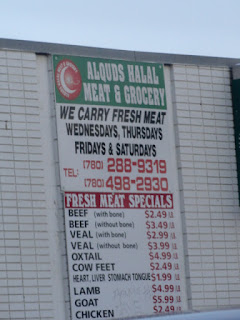 ALQUDS HALAL
MEAT & GROCERY
WE CARRY FRESH MEAT
WEDNESDAYS, THURSDAYS
FRIDAYS & SATURDAYS
TEL: (780) 288-9319
(780) 498-2930
FRESH MEAT SPECIALS
BEEF (with bone) $2.49
BEEF (without bone) $3.49
VEAL (with bone) $2.99
VEAL (without bone) $3.99
OXTAIL $4.99
COW FEET $2.49
HEART, LIVER STOMACH TONGUE $1.99
LAMB $4.99
GOAT $5.99
CHICKEN $2.49